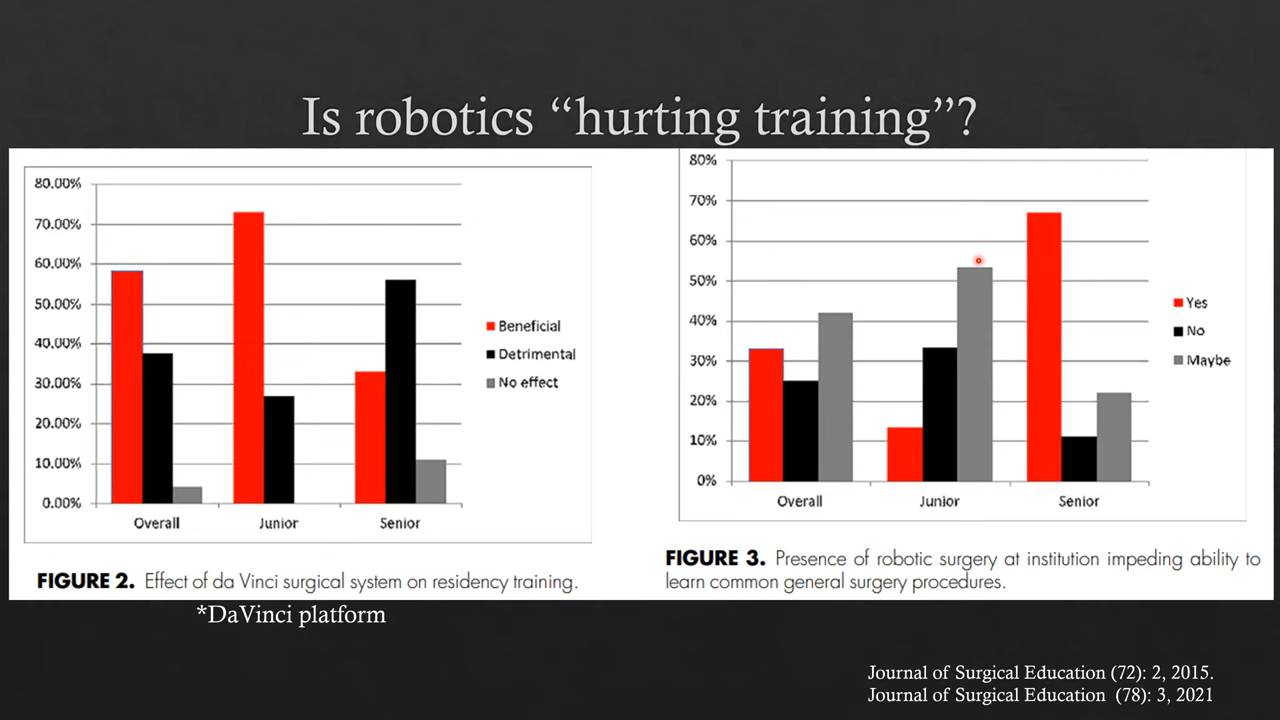 Is robotics “hurting training”?
80.00%
70.00%
60.00%
50.00%
40.00%
30.00%
20.00%
10.00%
0.00%
Overall Junior Senior
Beneficial
Detrimental
No effect
FIGURE 2. Effect of da Vinci surgical system on residency training.
*DaVinci platform
80%
70%
60%
50%
40%
30%
20%
10%
0%
Overall Junior Senior
Yes
No
Maybe
FIGURE 3. Presence of robotic surgery at institution impeding ability to
learn common general surgery procedures.
Journal of Surgical Education (72): 2, 2015.
Journal of Surgical Education (78): 3, 2021